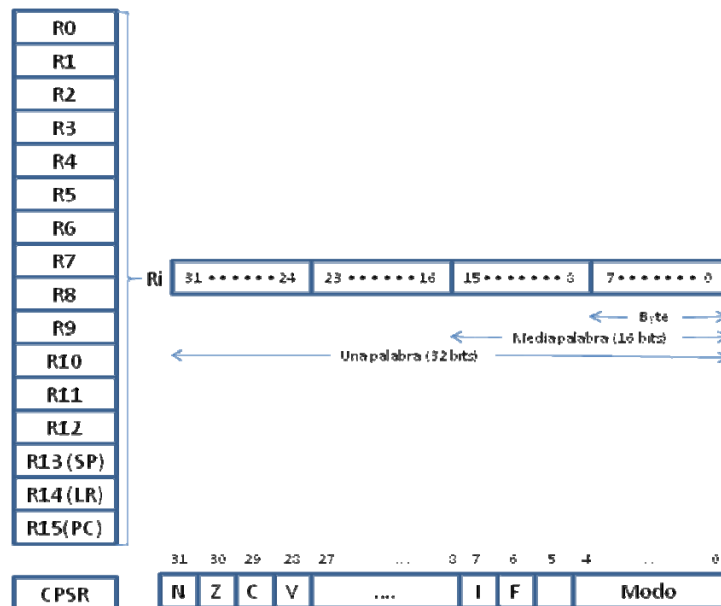 R0
R1
R2
R3
R4
R5
R6
R7
R8
R9
R10
R11
R12
R13 (SP)
R14 (LR)
R15(PC)
Ri
31 •••••• 24
23 •••••• 16
15 ••••••• 8
7 ••••••• 0
Byte
Media palabra (16 bits)
Una palabra (32 bits)
31 30 29 28 27 ... 8 7 6 5 4 .. 0
CPSR
N Z C V .... I F Modo